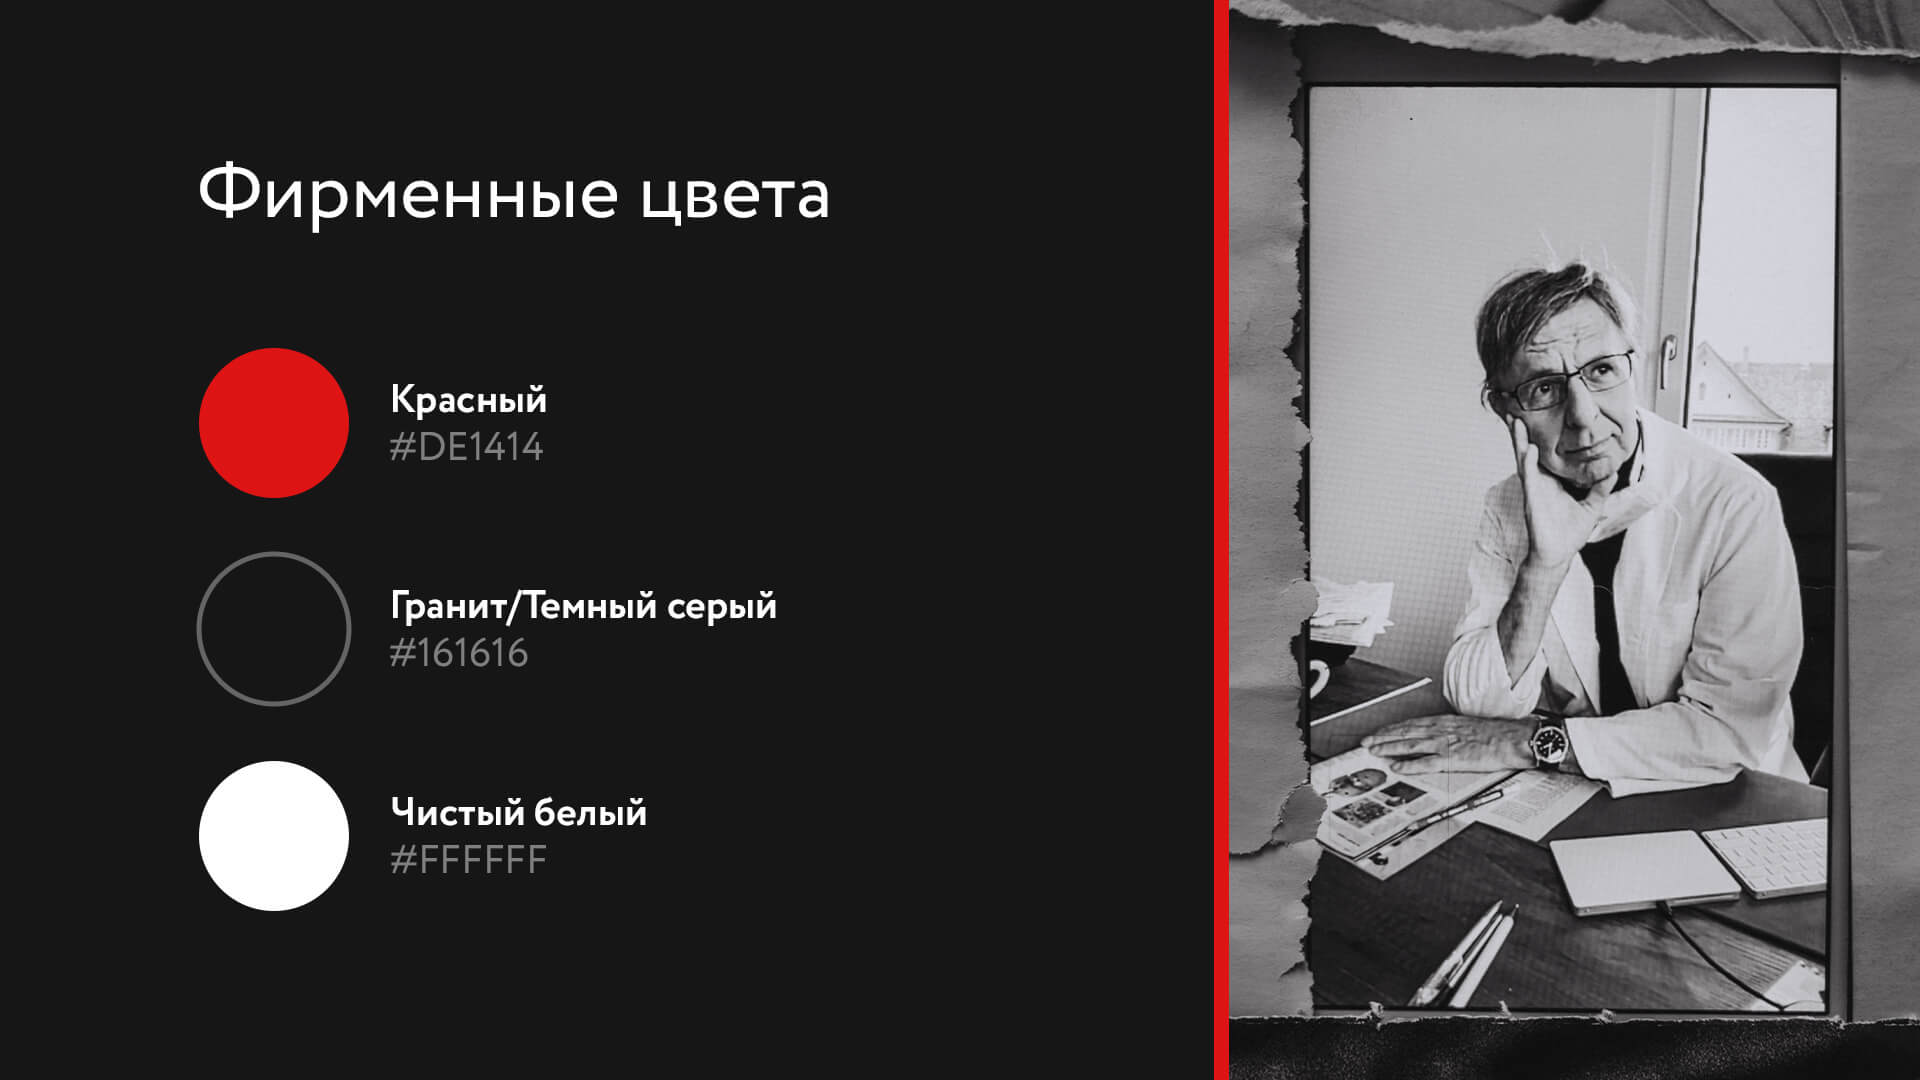 Фирменные цвета
Красный
#DE1414
Гранит/Темный серый
#161616
Чистый белый
#FFFFFF